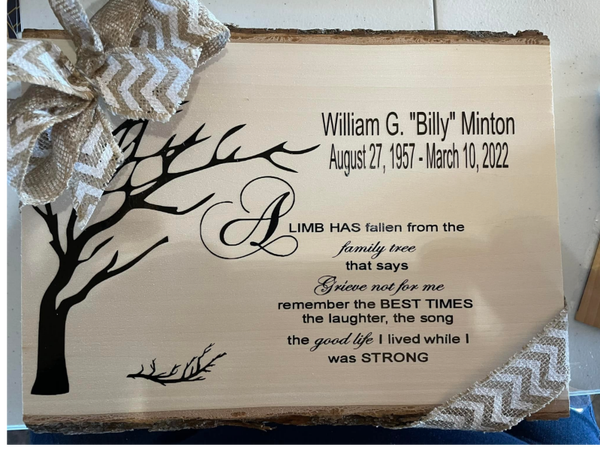 William G. "Billy" Minton
August 27, 1957 - March 10, 2022
A LIMB HAS fallen from the
family tree
that says
Grieve not for me
remember the BEST TIMES
the laughter, the song
the good life I lived while I
was STRONG